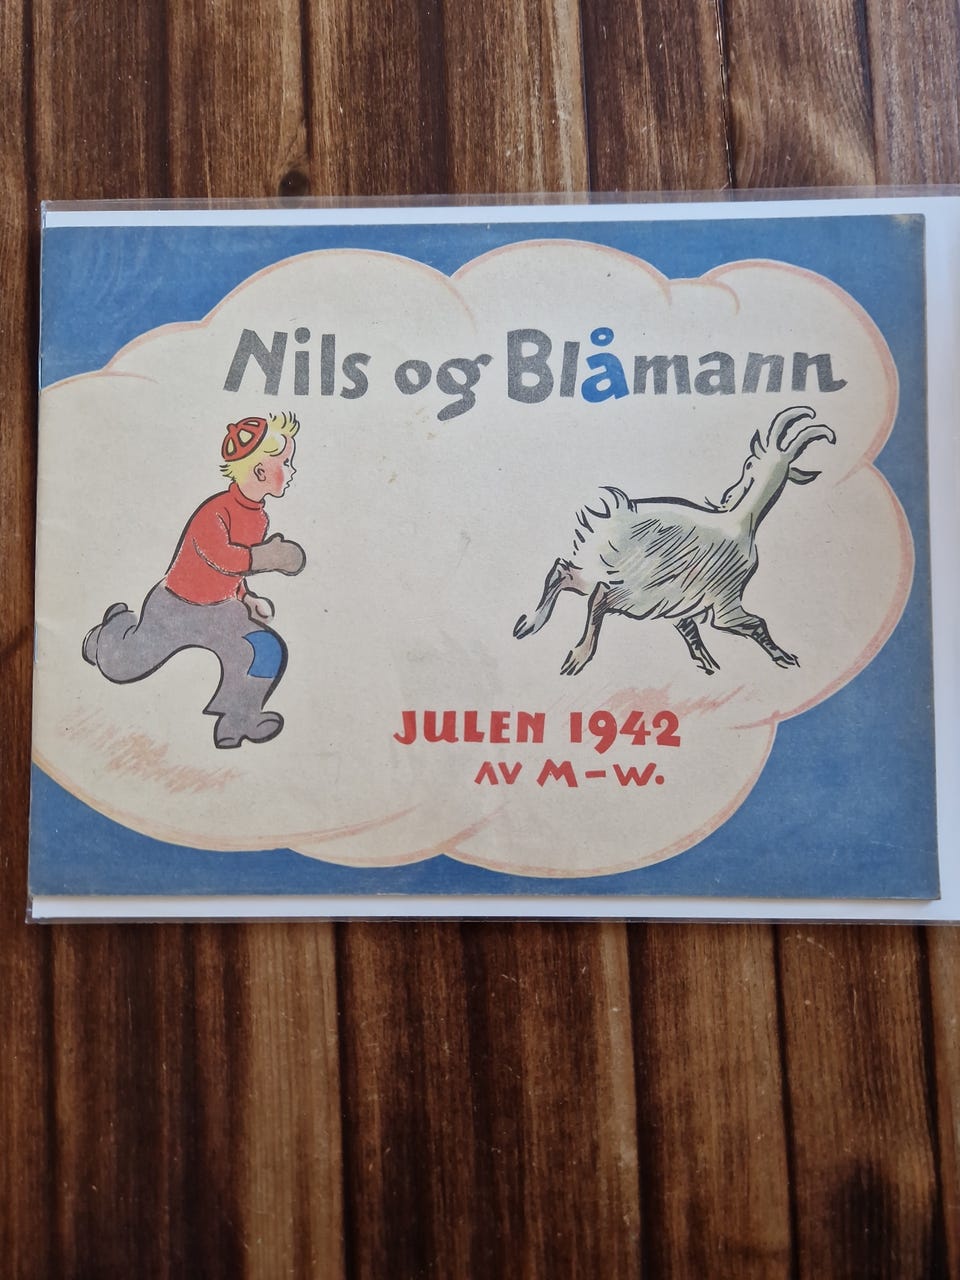 Nils og Blåmann
JULEN 1942
AV M-W.